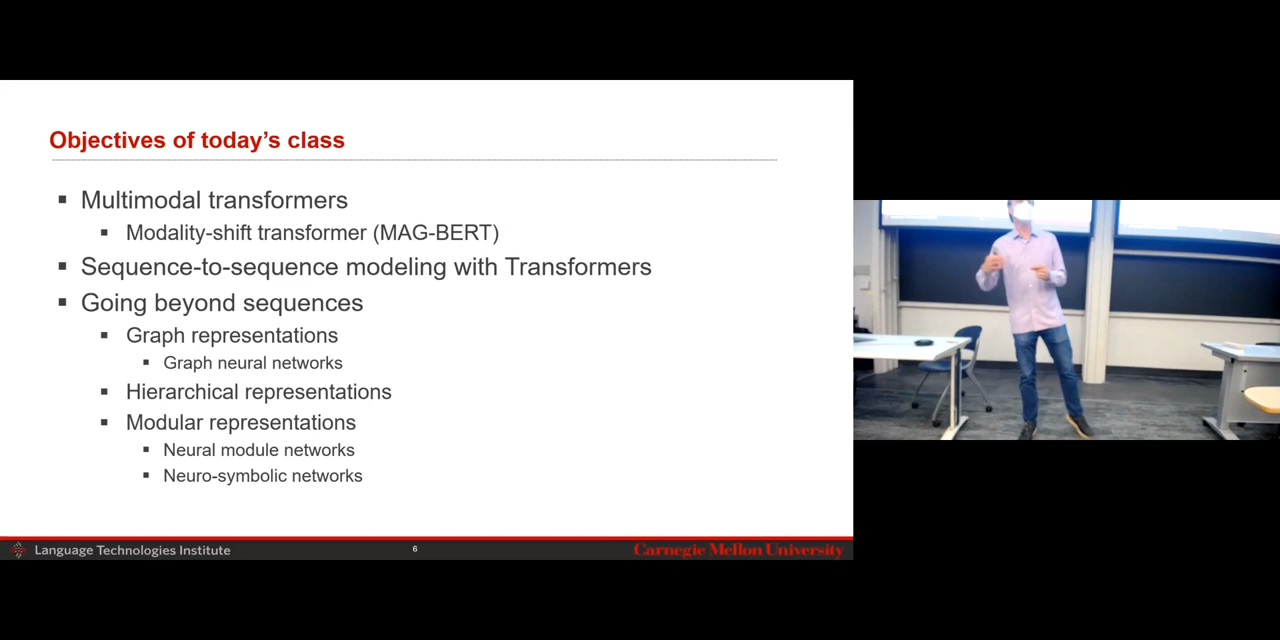 Objectives of today's class
Multimodal transformers
Modality-shift transformer (MAG-BERT)
Sequence-to-sequence modeling with Transformers
Going beyond sequences
Graph representations
Graph neural networks
Hierarchical representations
Modular representations
Neural module networks
Neuro-symbolic networks
Language Technologies Institute
6
Carnegie Mellon University